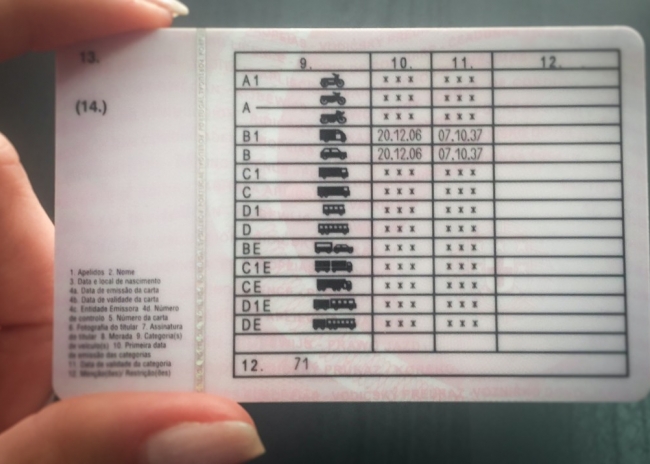 13.
(14.)
1. Apelidos 2. Nome
3. Data e local de nascimento
4a. Data de emissão da carta
4b. Data de validade da carta
4c. Entidade Emissora 4d. Número
de controlo 5. Número da carta
6. Fotografia do titular 7. Assinatura
do titular 8. Morada 9. Categoria(s)
de veículo(s) 10. Primeira data
de emissão das categorias
11. Data de validade da categoria
12. Menção(ões)/ Restrição(ões)
9. 10. 11. 12.
A1 x x x x x x
x x x x x x
A
x x x x x x
B1 20.12.06 07.10.37
B 20.12.06 07.10.37
C1 x x x x x x
C x x x x x x
D1 x x x x x x
D x x x x x x
BE x x x x x x
C1E x x x x x x
CE x x x x x x
D1E x x x x x x
DE x x x x x x
12. 71